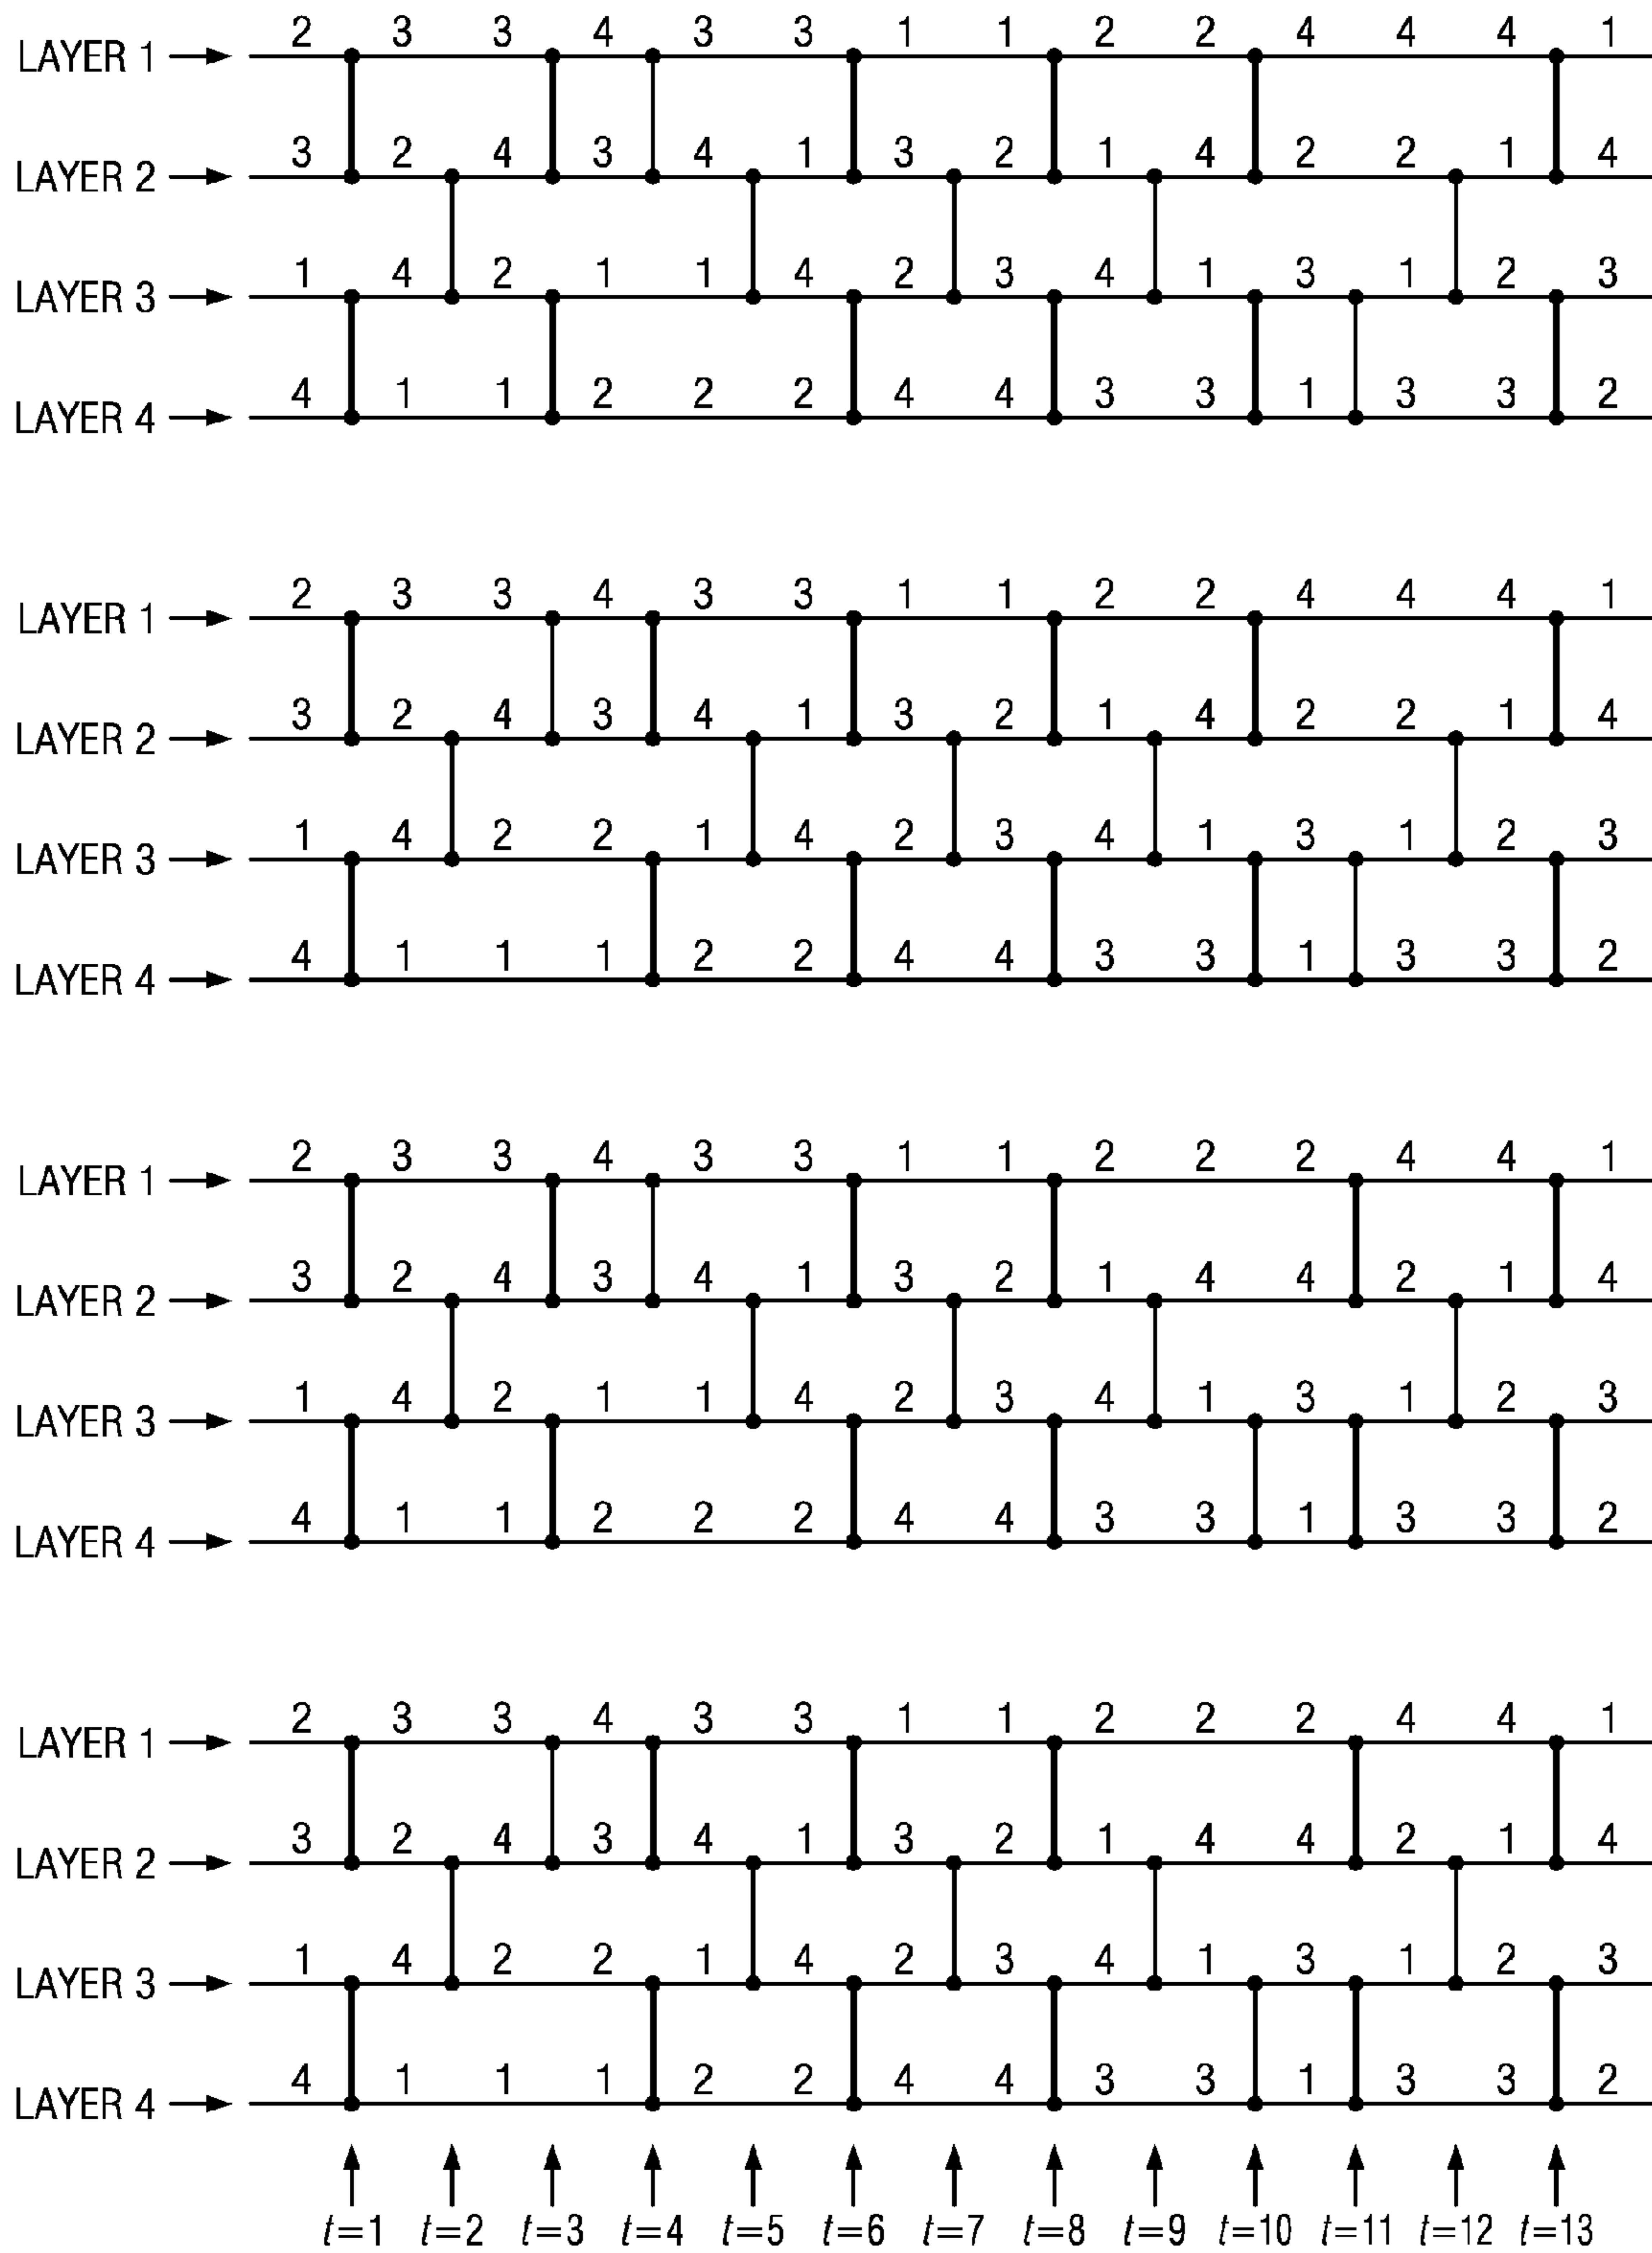 2 3 3 4 3 3 1 1 2 2 4 4 4 1
LAYER 1
3 2 4 3 4 1 3 2 1 4 2 2 1 4
LAYER 2
1 4 2 1 1 4 2 3 4 1 3 1 2 3
LAYER 3
4 1 1 2 2 2 4 4 3 3 1 3 3 2
LAYER 4
2 3 3 4 3 3 1 1 2 2 4 4 4 1
LAYER 1
3 2 4 3 4 1 3 2 1 4 2 2 1 4
LAYER 2
1 4 2 2 1 4 2 3 4 1 3 1 2 3
LAYER 3
4 1 1 1 2 2 4 4 3 3 1 3 3 2
LAYER 4
2 3 3 4 3 3 1 1 2 2 2 4 4 1
LAYER 1
3 2 4 3 4 1 3 2 1 4 4 2 1 4
LAYER 2
1 4 2 1 1 4 2 3 4 1 3 1 2 3
LAYER 3
4 1 1 2 2 2 4 4 3 3 1 3 3 2
LAYER 4
2 3 3 4 3 3 1 1 2 2 2 4 4 1
LAYER 1
3 2 4 3 4 1 3 2 1 4 4 2 1 4
LAYER 2
1 4 2 2 1 4 2 3 4 1 3 1 2 3
LAYER 3
4 1 1 1 2 2 4 4 3 3 1 3 3 2
LAYER 4
t=1 t=2 t=3 t=4 t=5 t=6 t=7 t=8 t=9 t=10 t=11 t=12 t=13